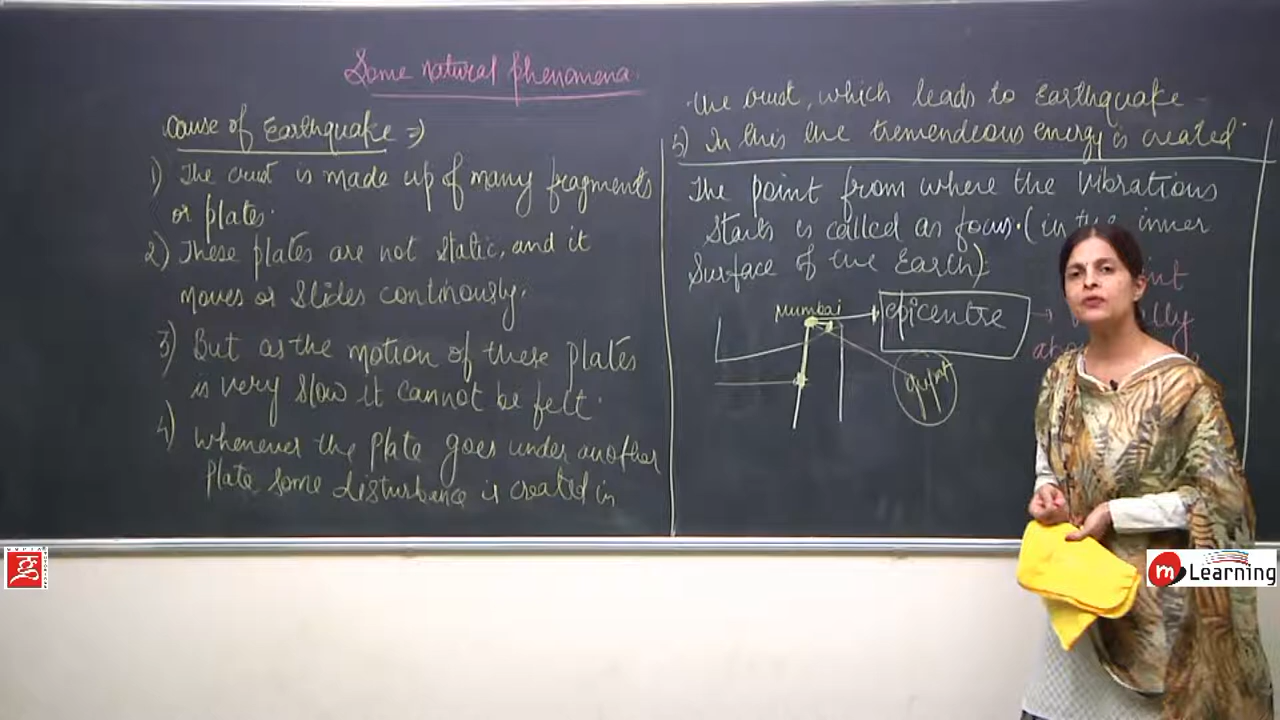 Some natural phenomena.
Cause of Earthquake ⇒)
1) The crust is made up of many fragments
or plates.
2) These plates are not static, and it
moves or slides continously.
3) But as the motion of these plates
is very slow it cannot be felt.
4) Whenever the plate goes under another
plate some disturbance is created in
the crust, which leads to Earthquake
5) In this the tremendeous energy is created
The point from where the vibrations
starts is called as focus. (in the inner
surface of the Earth)
Mumbai
epicentre
m Learning